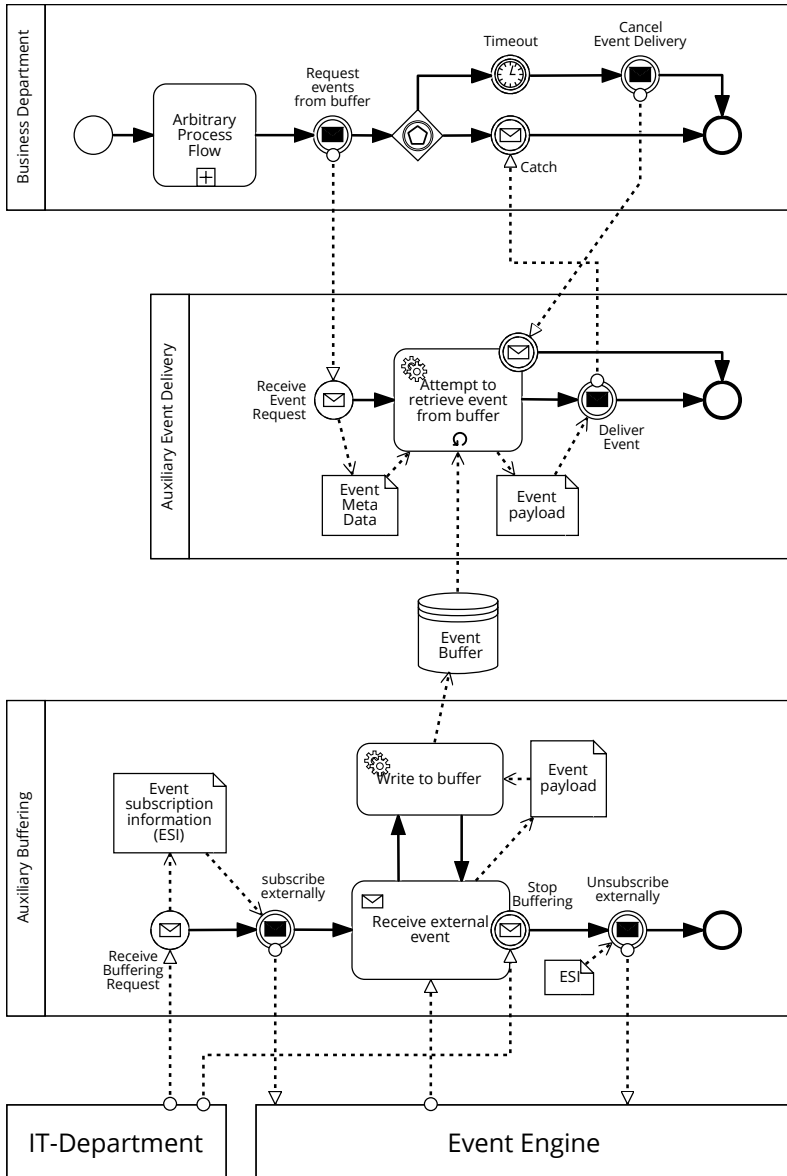 Business Department
Timeout
Cancel
Event Delivery
Request
events
from buffer
Arbitrary
Process
Flow
Catch
Auxiliary Event Delivery
Receive
Event
Request
Attempt to
retrieve event
from buffer
Deliver
Event
Event
Meta
Data
Event
payload
Event
Buffer
Auxiliary Buffering
Write to buffer
Event
payload
Event
subscription
information
(ESI)
subscribe
externally
Stop
Buffering
Unsubscribe
externally
Receive external
event
Receive
Buffering
Request
ESI
IT-Department
Event Engine